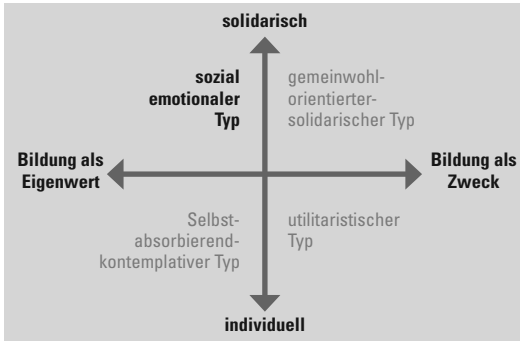 solidarisch
sozial
emotionaler
Typ
gemeinwohl-
orientierter-
solidarischer Typ
Bildung als
Eigenwert
Bildung als
Zweck
Selbst-
absorbierend-
kontemplativer Typ
utilitaristischer
Typ
individuell